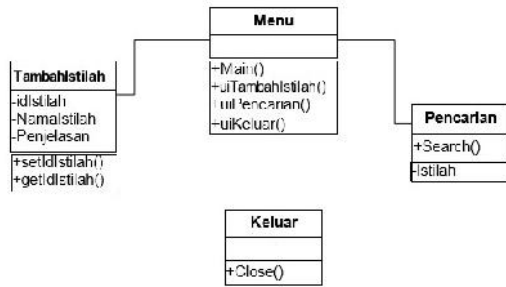 Menu
+Main()
+uiTambahIstilah()
+uiPencarian()
+uiKeluar()
TambahIstilah
-idIstilah
-NamaIstilah
-Penjelasan
+setIdIstilah()
+getIdIstilah()
Pencarian
+Search()
-Istilah
Keluar
+Close()